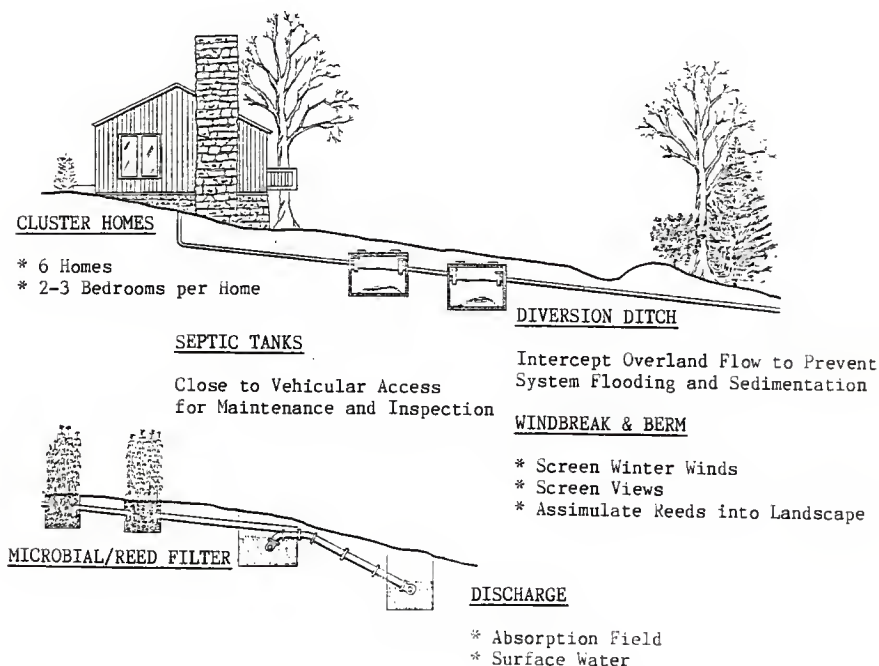 CLUSTER HOMES
* 6 Homes
* 2-3 Bedrooms per Home
SEPTIC TANKS
Close to Vehicular Access
for Maintenance and Inspection
DIVERSION DITCH
Intercept Overland Flow to Prevent
System Flooding and Sedimentation
WINDBREAK & BERM
* Screen Winter Winds
* Screen Views
* Assimulate Reeds into Landscape
MICROBIAL/REED FILTER
DISCHARGE
* Absorption Field
* Surface Water